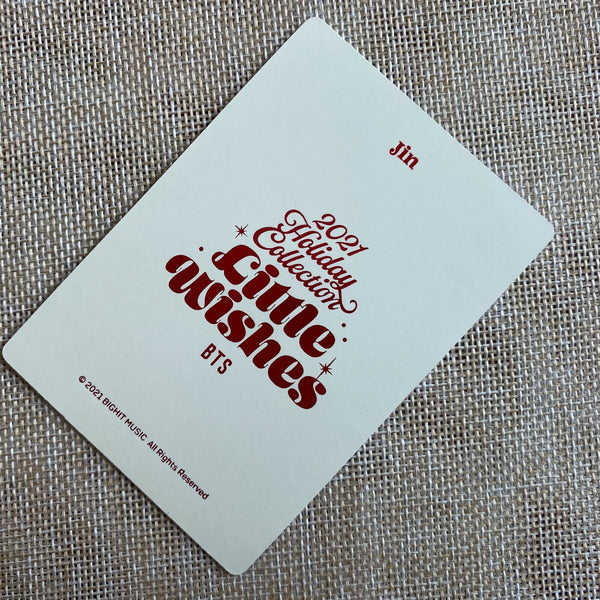 Jin
2021
Holiday
Collection
Little
Wishes
BTS
© 2021 BIGHIT MUSIC All Rights Reserved